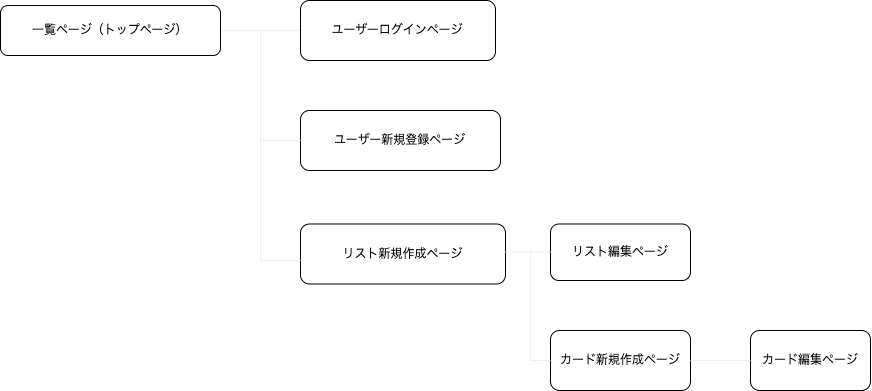 一覧ページ（トップページ）
ユーザーログインページ
ユーザー新規登録ページ
リスト新規作成ページ
リスト編集ページ
カード新規作成ページ
カード編集ページ